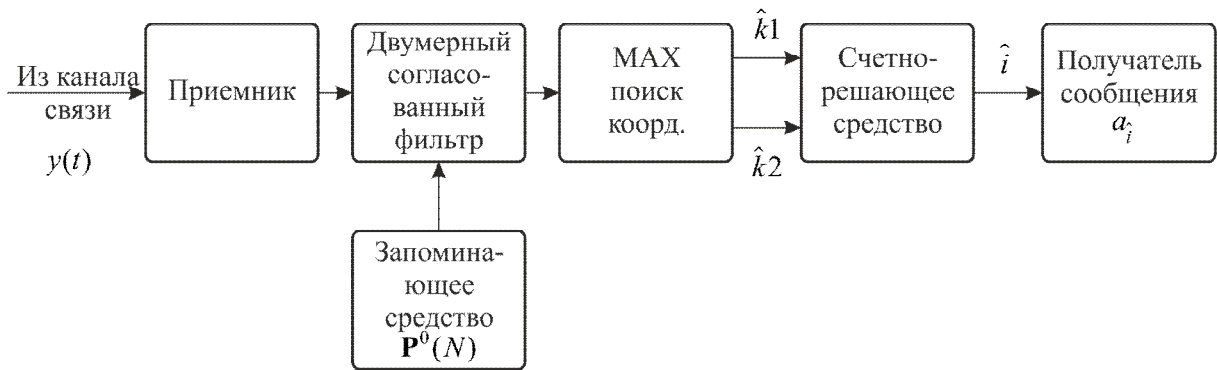 Из канала
связи
y(t)
Приемник
Двумерный
согласо-
ванный
фильтр
MAX
поиск
коорд.
k̂1
k̂2
Счетно-
решающее
средство
î
Получатель
сообщения
a_î
Запомина-
ющее
средство
P⁰(N)